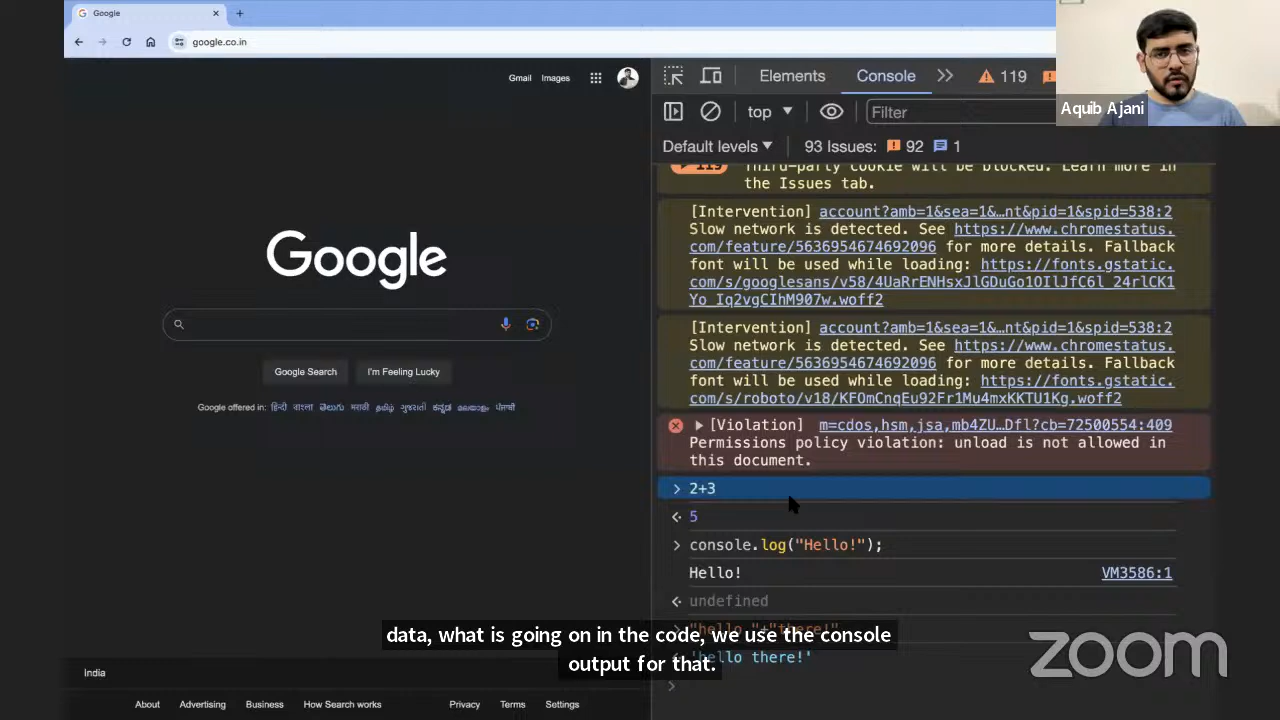 Google
google.co.in
Gmail Images
Elements Console 119
top Filter
Aquib Ajani
Default levels 93 Issues: 92 1
Third-party cookie will be blocked. Learn more in
the Issues tab.
[Intervention] account?amb=1&sea=1&…nt&pid=1&spid=538:2
Slow network is detected. See https://www.chromestatus.
com/feature/5636954674692096 for more details. Fallback
font will be used while loading: https://fonts.gstatic.
com/s/googlesans/v58/4UaRrENHsxJlGDuGo1OIlJfC6l_24rlCK1
Yo_Iq2vgCIhM907w.woff2
[Intervention] account?amb=1&sea=1&…nt&pid=1&spid=538:2
Slow network is detected. See https://www.chromestatus.
com/feature/5636954674692096 for more details. Fallback
font will be used while loading: https://fonts.gstatic.
com/s/roboto/v18/KFOmCnqEu92Fr1Mu4mxKKTU1Kg.woff2
[Violation] m=cdos,hsm,jsa,mb4ZU…Dfl?cb=72500554:409
Permissions policy violation: unload is not allowed in
this document.
2+3
5
console.log("Hello!");
Hello! VM3586:1
undefined
"hello "+"there!"
'hello there!'
Google
Google Search I'm Feeling Lucky
Google offered in: हिन्दी বাংলা తెలుగు मराठी தமிழ் ગુજરાતી ಕನ್ನಡ മലയാളം ਪੰਜਾਬੀ
data, what is going on in the code, we use the console
output for that.
India
About Advertising Business How Search works Privacy Terms Settings
zoom